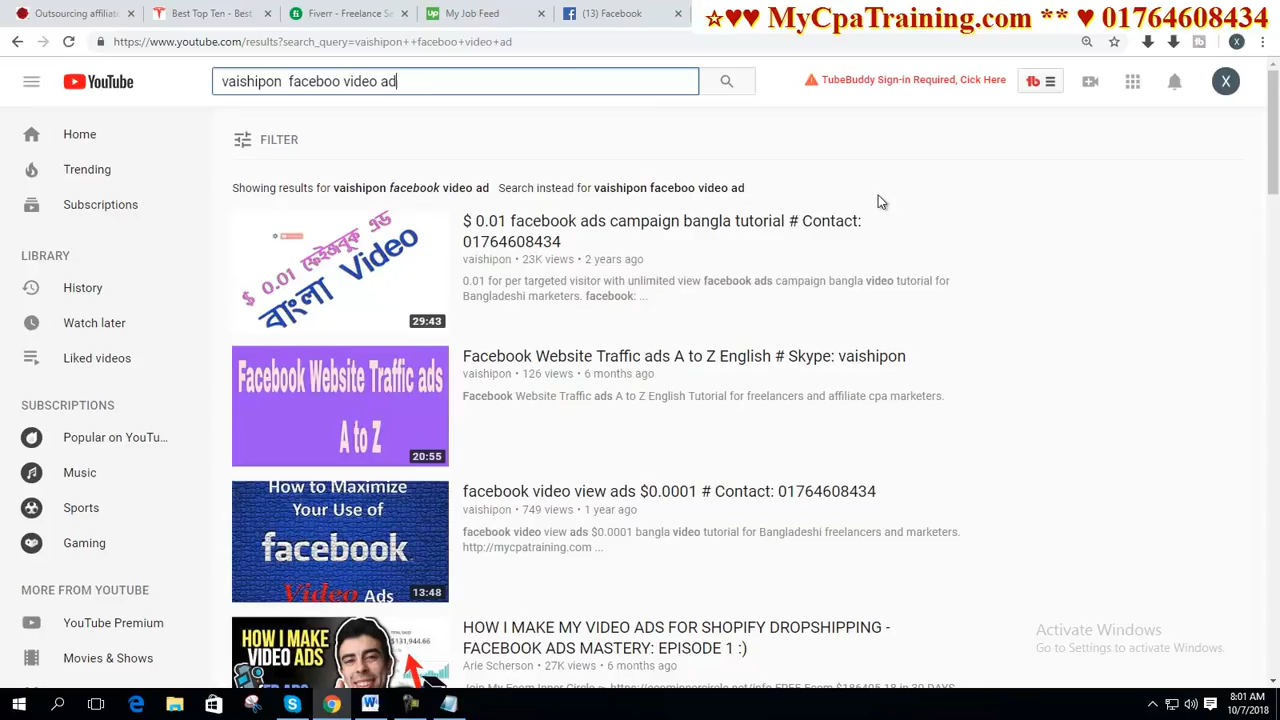 Outsourcing affiliate
Test Best Top Ten - Best
Fiverr - Freelance Se
My Job Feed
(13) Facebook
☆♥♥ MyCpaTraining.com ** ♥ 01764608434
https://www.youtube.com/results?search_query=vaishipon++faceboo+video+ad
YouTube
vaishipon  faceboo video ad
TubeBuddy Sign-in Required, Click Here
X
FILTER
Home
Trending
Subscriptions
LIBRARY
History
Watch later
Liked videos
SUBSCRIPTIONS
Popular on YouTu...
Music
Sports
Gaming
MORE FROM YOUTUBE
YouTube Premium
Movies & Shows
Showing results for vaishipon facebook video ad Search instead for vaishipon faceboo video ad
$ 0.01 ফেইজবুক এড
বাংলা Video
29:43
$ 0.01 facebook ads campaign bangla tutorial # Contact:
01764608434
vaishipon • 23K views • 2 years ago
0.01 for per targeted visitor with unlimited view facebook ads campaign bangla video tutorial for
Bangladeshi marketers. facebook: ...
Facebook Website Traffic ads
A to Z
20:55
Facebook Website Traffic ads A to Z English # Skype: vaishipon
vaishipon • 126 views • 6 months ago
Facebook Website Traffic ads A to Z English Tutorial for freelancers and affiliate cpa marketers.
How to Maximize
Your Use of
facebook
Video Ads
13:48
facebook video view ads $0.0001 # Contact: 01764608434
vaishipon • 749 views • 1 year ago
facebook video view ads $0.0001 bangla video tutorial for Bangladeshi freelancers and marketers.
http://mycpatraining.com ...
HOW I MAKE
VIDEO ADS
$131,944.66
HOW I MAKE MY VIDEO ADS FOR SHOPIFY DROPSHIPPING -
FACEBOOK ADS MASTERY: EPISODE 1 :)
Arie Scherson • 27K views • 6 months ago
Activate Windows
Go to Settings to activate Windows.
8:01 AM
10/7/2018